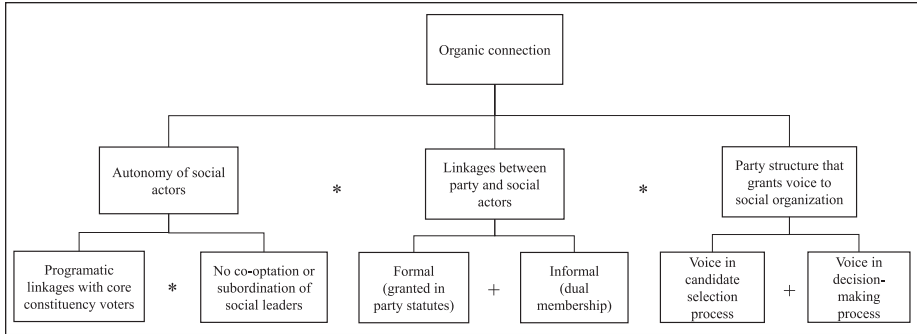 Organic connection
Autonomy of social
actors
*
Linkages between
party and social
actors
*
Party structure that
grants voice to
social organization
Programatic
linkages with core
constituency voters
*
No co-optation or
subordination of
social leaders
Formal
(granted in
party statutes)
+
Informal
(dual
membership)
Voice in
candidate
selection
process
+
Voice in
decision-
making
process